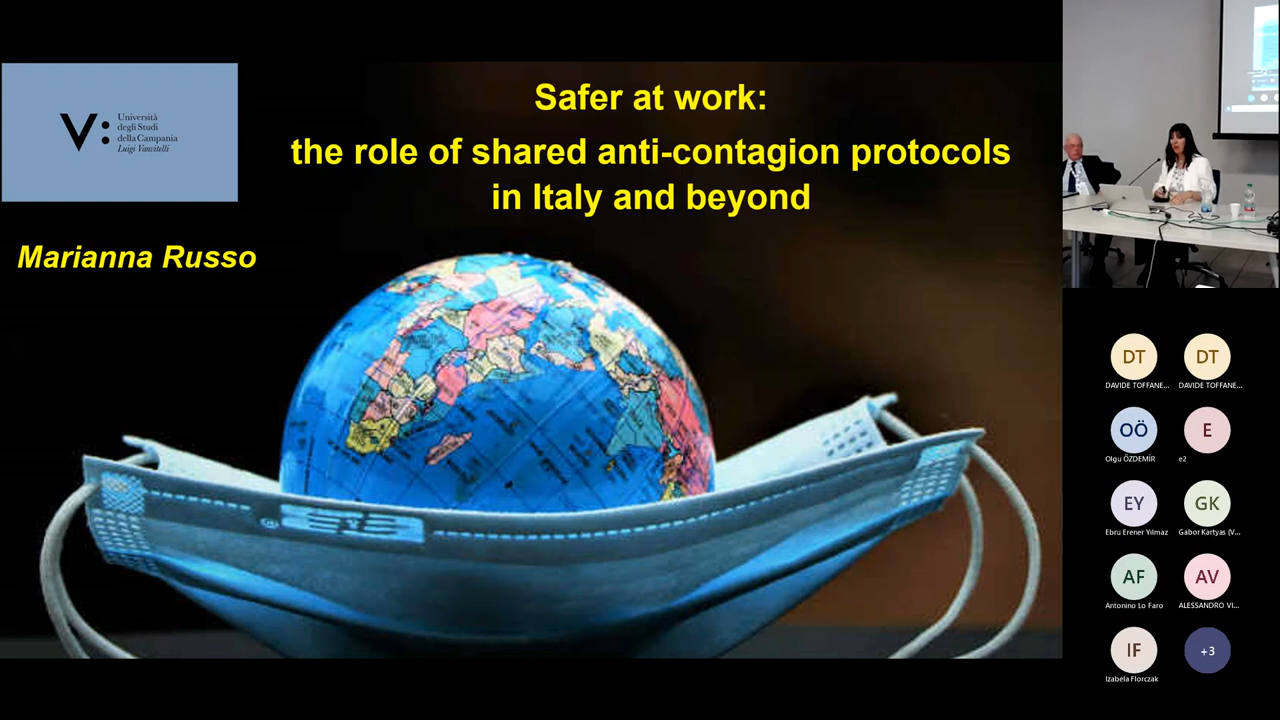 Università
degli Studi
della Campania
Luigi Vanvitelli
Safer at work:
the role of shared anti-contagion protocols
in Italy and beyond
Marianna Russo
DT
DAVIDE TOFFANE...
DT
DAVIDE TOFFANE...
OÖ
Olgu ÖZDEMİR
E
e2
EY
Ebru Erener Yılmaz
GK
Gabor Kartyas (V...
AF
Antonino Lo Faro
AV
ALESSANDRO VI...
IF
Izabela Florczak
+3